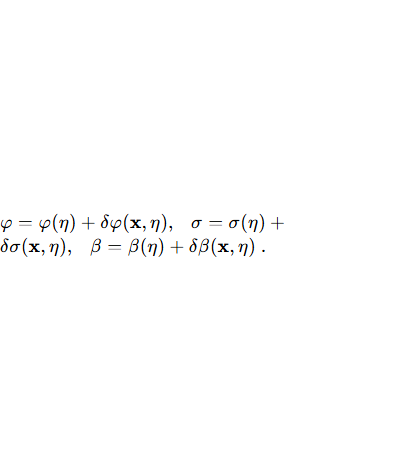 φ = φ(η) + δφ(x, η), σ = σ(η) +
δσ(x, η), β = β(η) + δβ(x, η) .